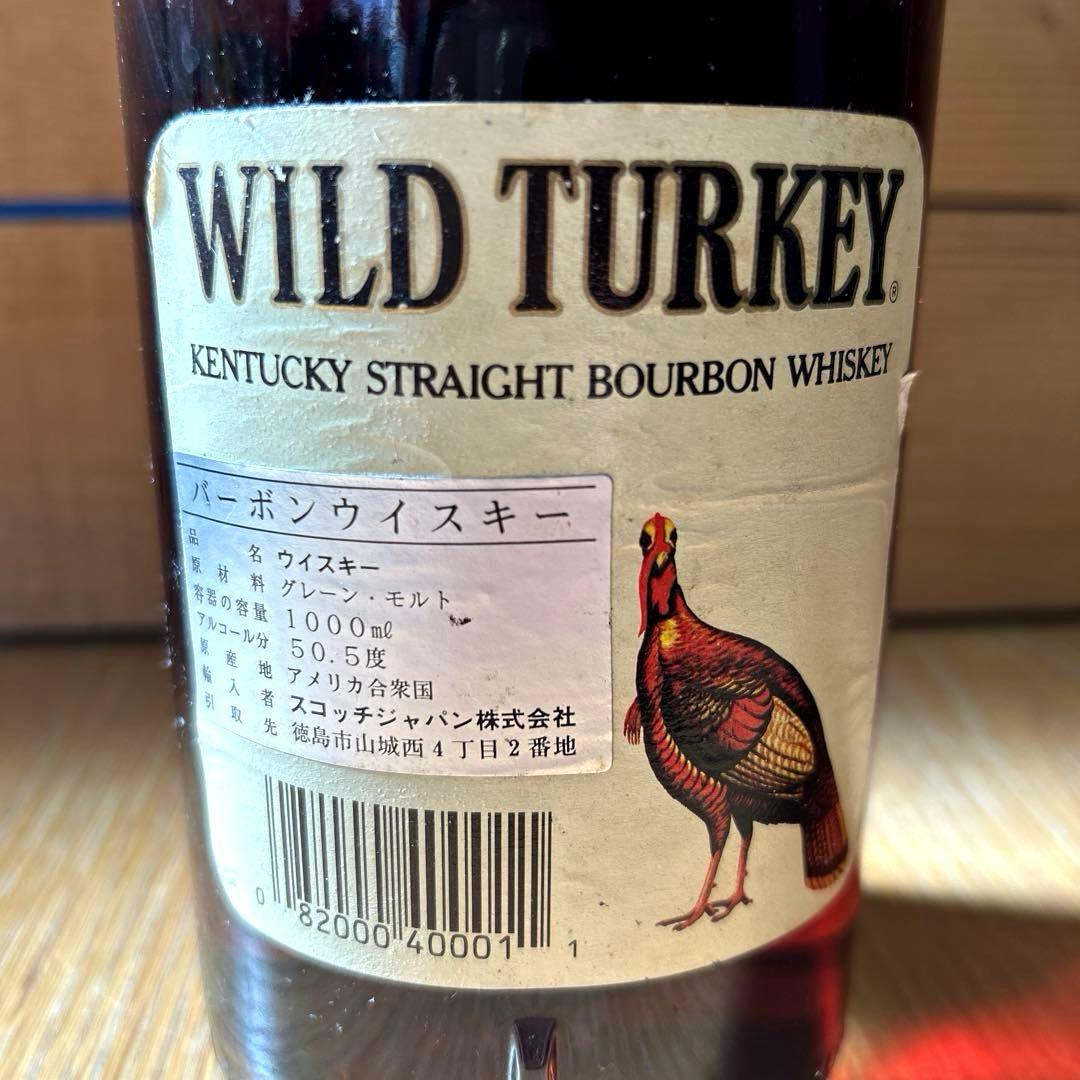 WILD TURKEY®
KENTUCKY STRAIGHT BOURBON WHISKEY
バーボンウイスキー
品名 ウイスキー
原材料 グレーン・モルト
容器の容量 1000㎖
アルコール分 50.5度
原産地 アメリカ合衆国
輸入者 スコッチジャパン株式会社
引取先 徳島市山城西4丁目2番地
0 82000 40001 1